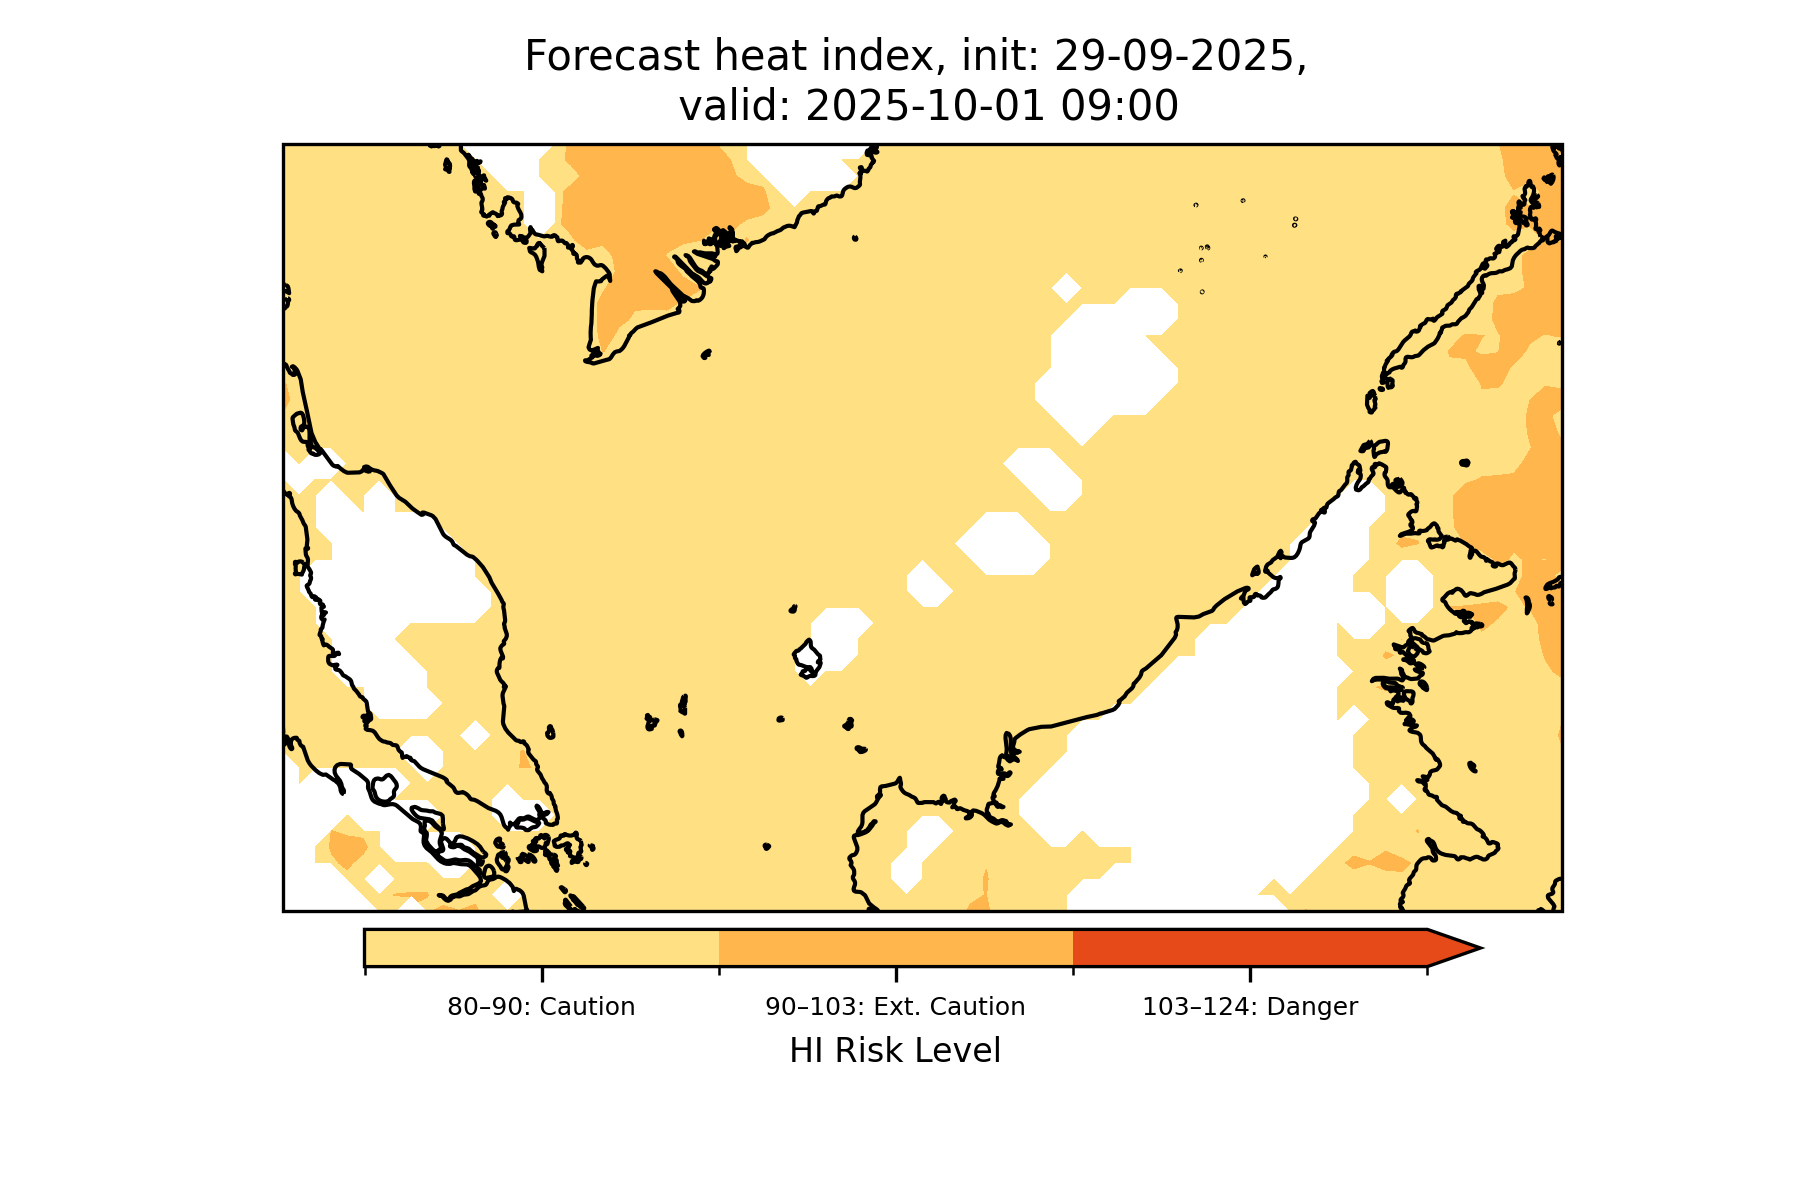 Forecast heat index, init: 29-09-2025,
valid: 2025-10-01 09:00
80–90: Caution
90–103: Ext. Caution
103–124: Danger
HI Risk Level